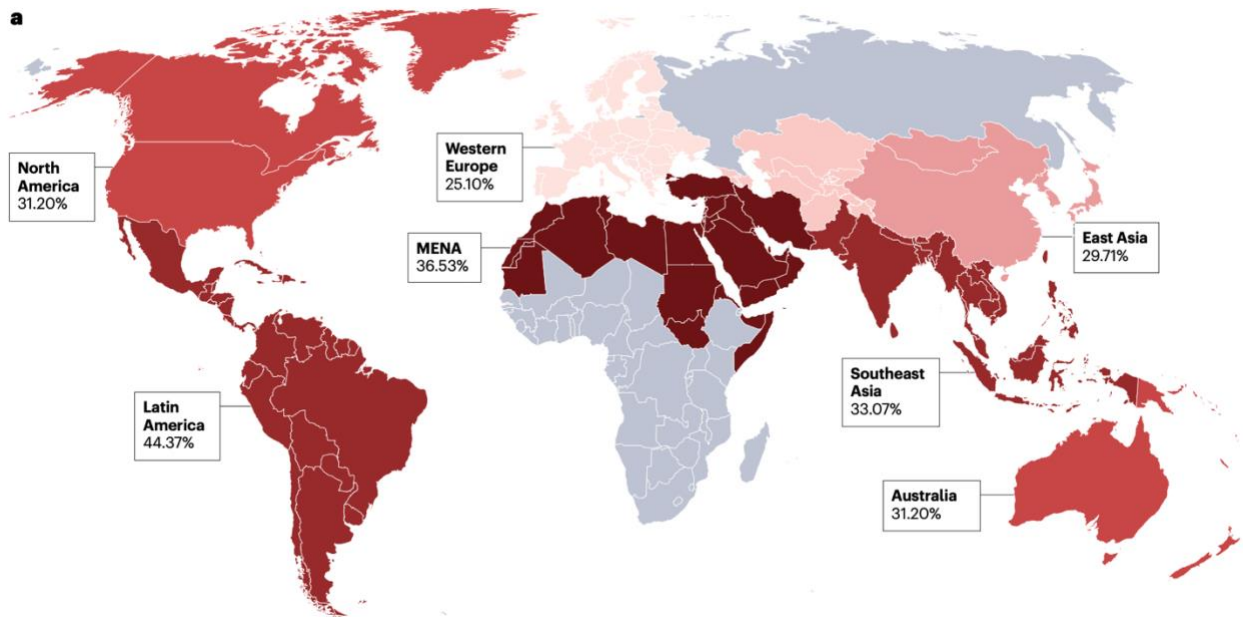 a
North
America
31.20%
Western
Europe
25.10%
MENA
36.53%
East Asia
29.71%
Latin
America
44.37%
Southeast
Asia
33.07%
Australia
31.20%